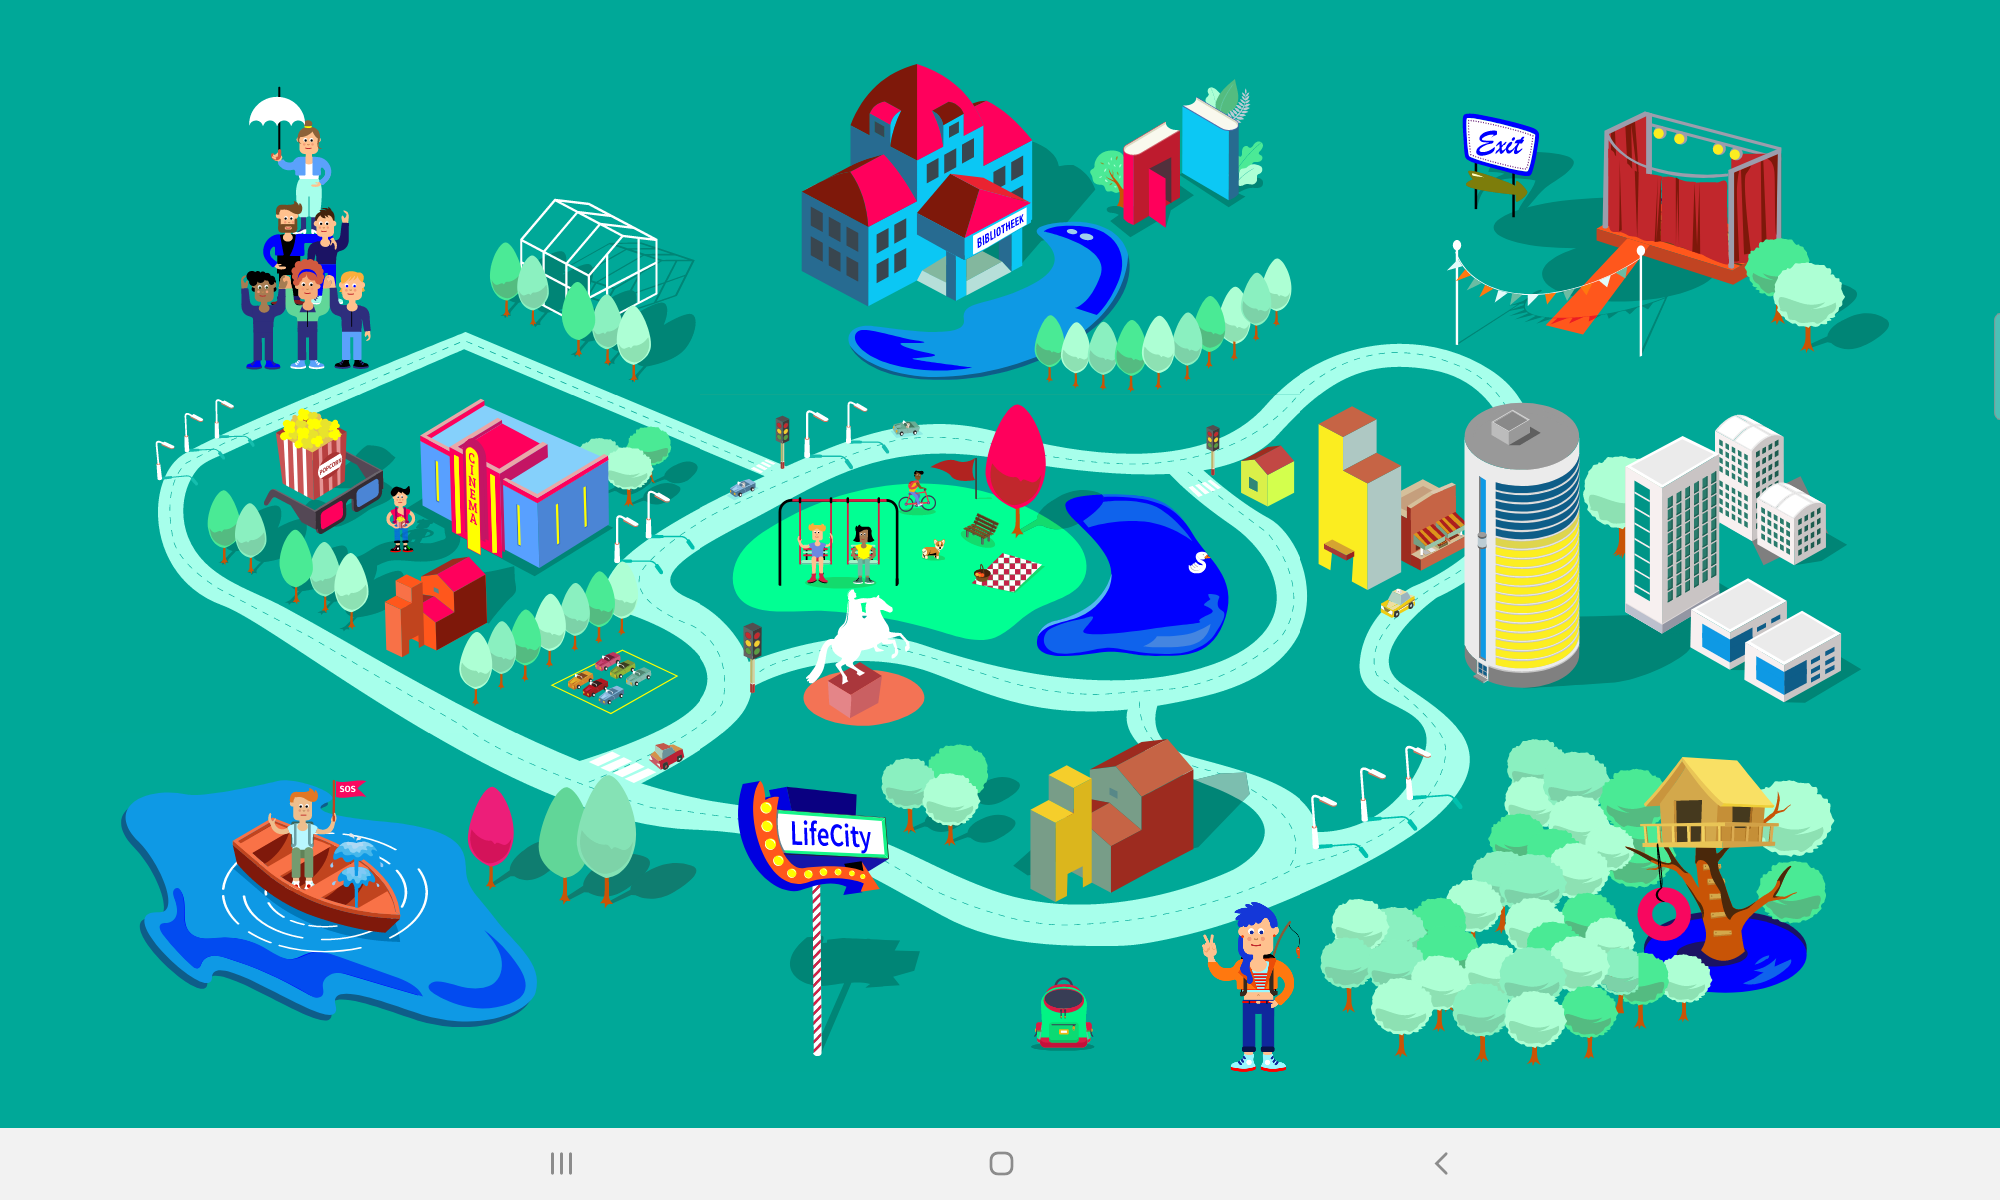 Exit
BIBLIOTHEEK
POPCORN
CINEMA
SOS
LifeCity